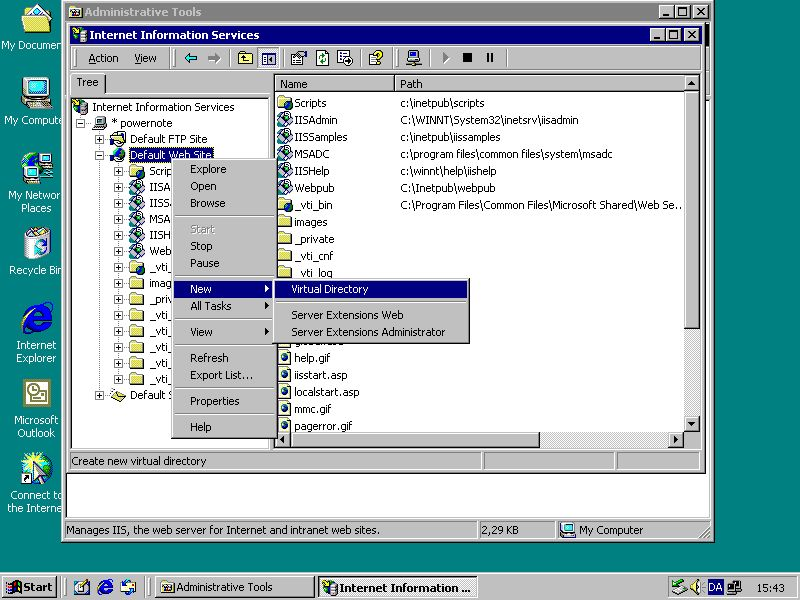 Administrative Tools
Internet Information Services
Action View
Tree
Name Path
Internet Information Services
* powernote
Default FTP Site
Default Web Site
Scrip
IISA
IISS
MSA
IISH
Web
_vti_
imag
_priv
_vti_
_vti_
_vti_
_vti_
_vti_
Default S
Explore
Open
Browse
Start
Stop
Pause
New
All Tasks
View
Refresh
Export List...
Properties
Help
Virtual Directory
Server Extensions Web
Server Extensions Administrator
Scripts c:\inetpub\scripts
IISAdmin C:\WINNT\System32\inetsrv\iisadmin
IISSamples c:\inetpub\iissamples
MSADC c:\program files\common files\system\msadc
IISHelp c:\winnt\help\iishelp
Webpub C:\Inetpub\webpub
_vti_bin C:\Program Files\Common Files\Microsoft Shared\Web Se..
images
_private
_vti_cnf
_vti_log
help.gif
iisstart.asp
localstart.asp
mmc.gif
pagerror.gif
Create new virtual directory
Manages IIS, the web server for Internet and intranet web sites.
2,29 KB
My Computer
My Documen
My Compute
My Network
Places
Recycle Bin
Internet
Explorer
Microsoft
Outlook
Connect to
the Interne
Start
Administrative Tools
Internet Information ...
DA
15:43